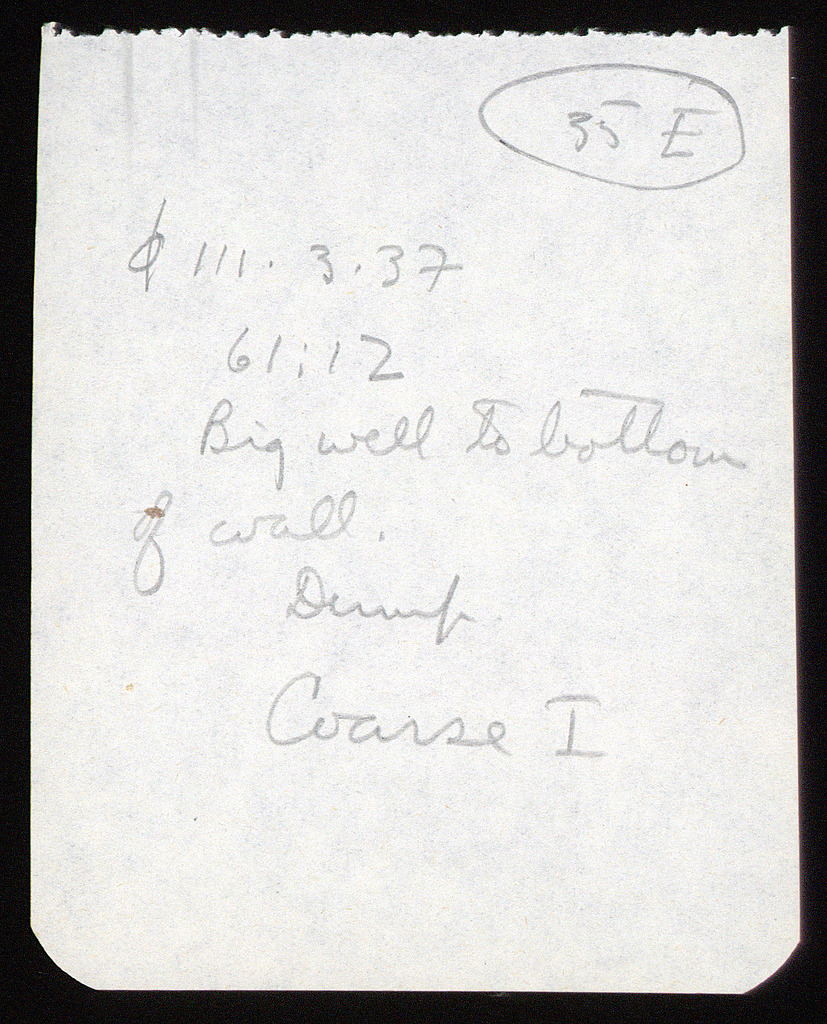 35 E
ф 111.3.37
61:12
Big well to bottom
of wall.
Dump
Coarse I